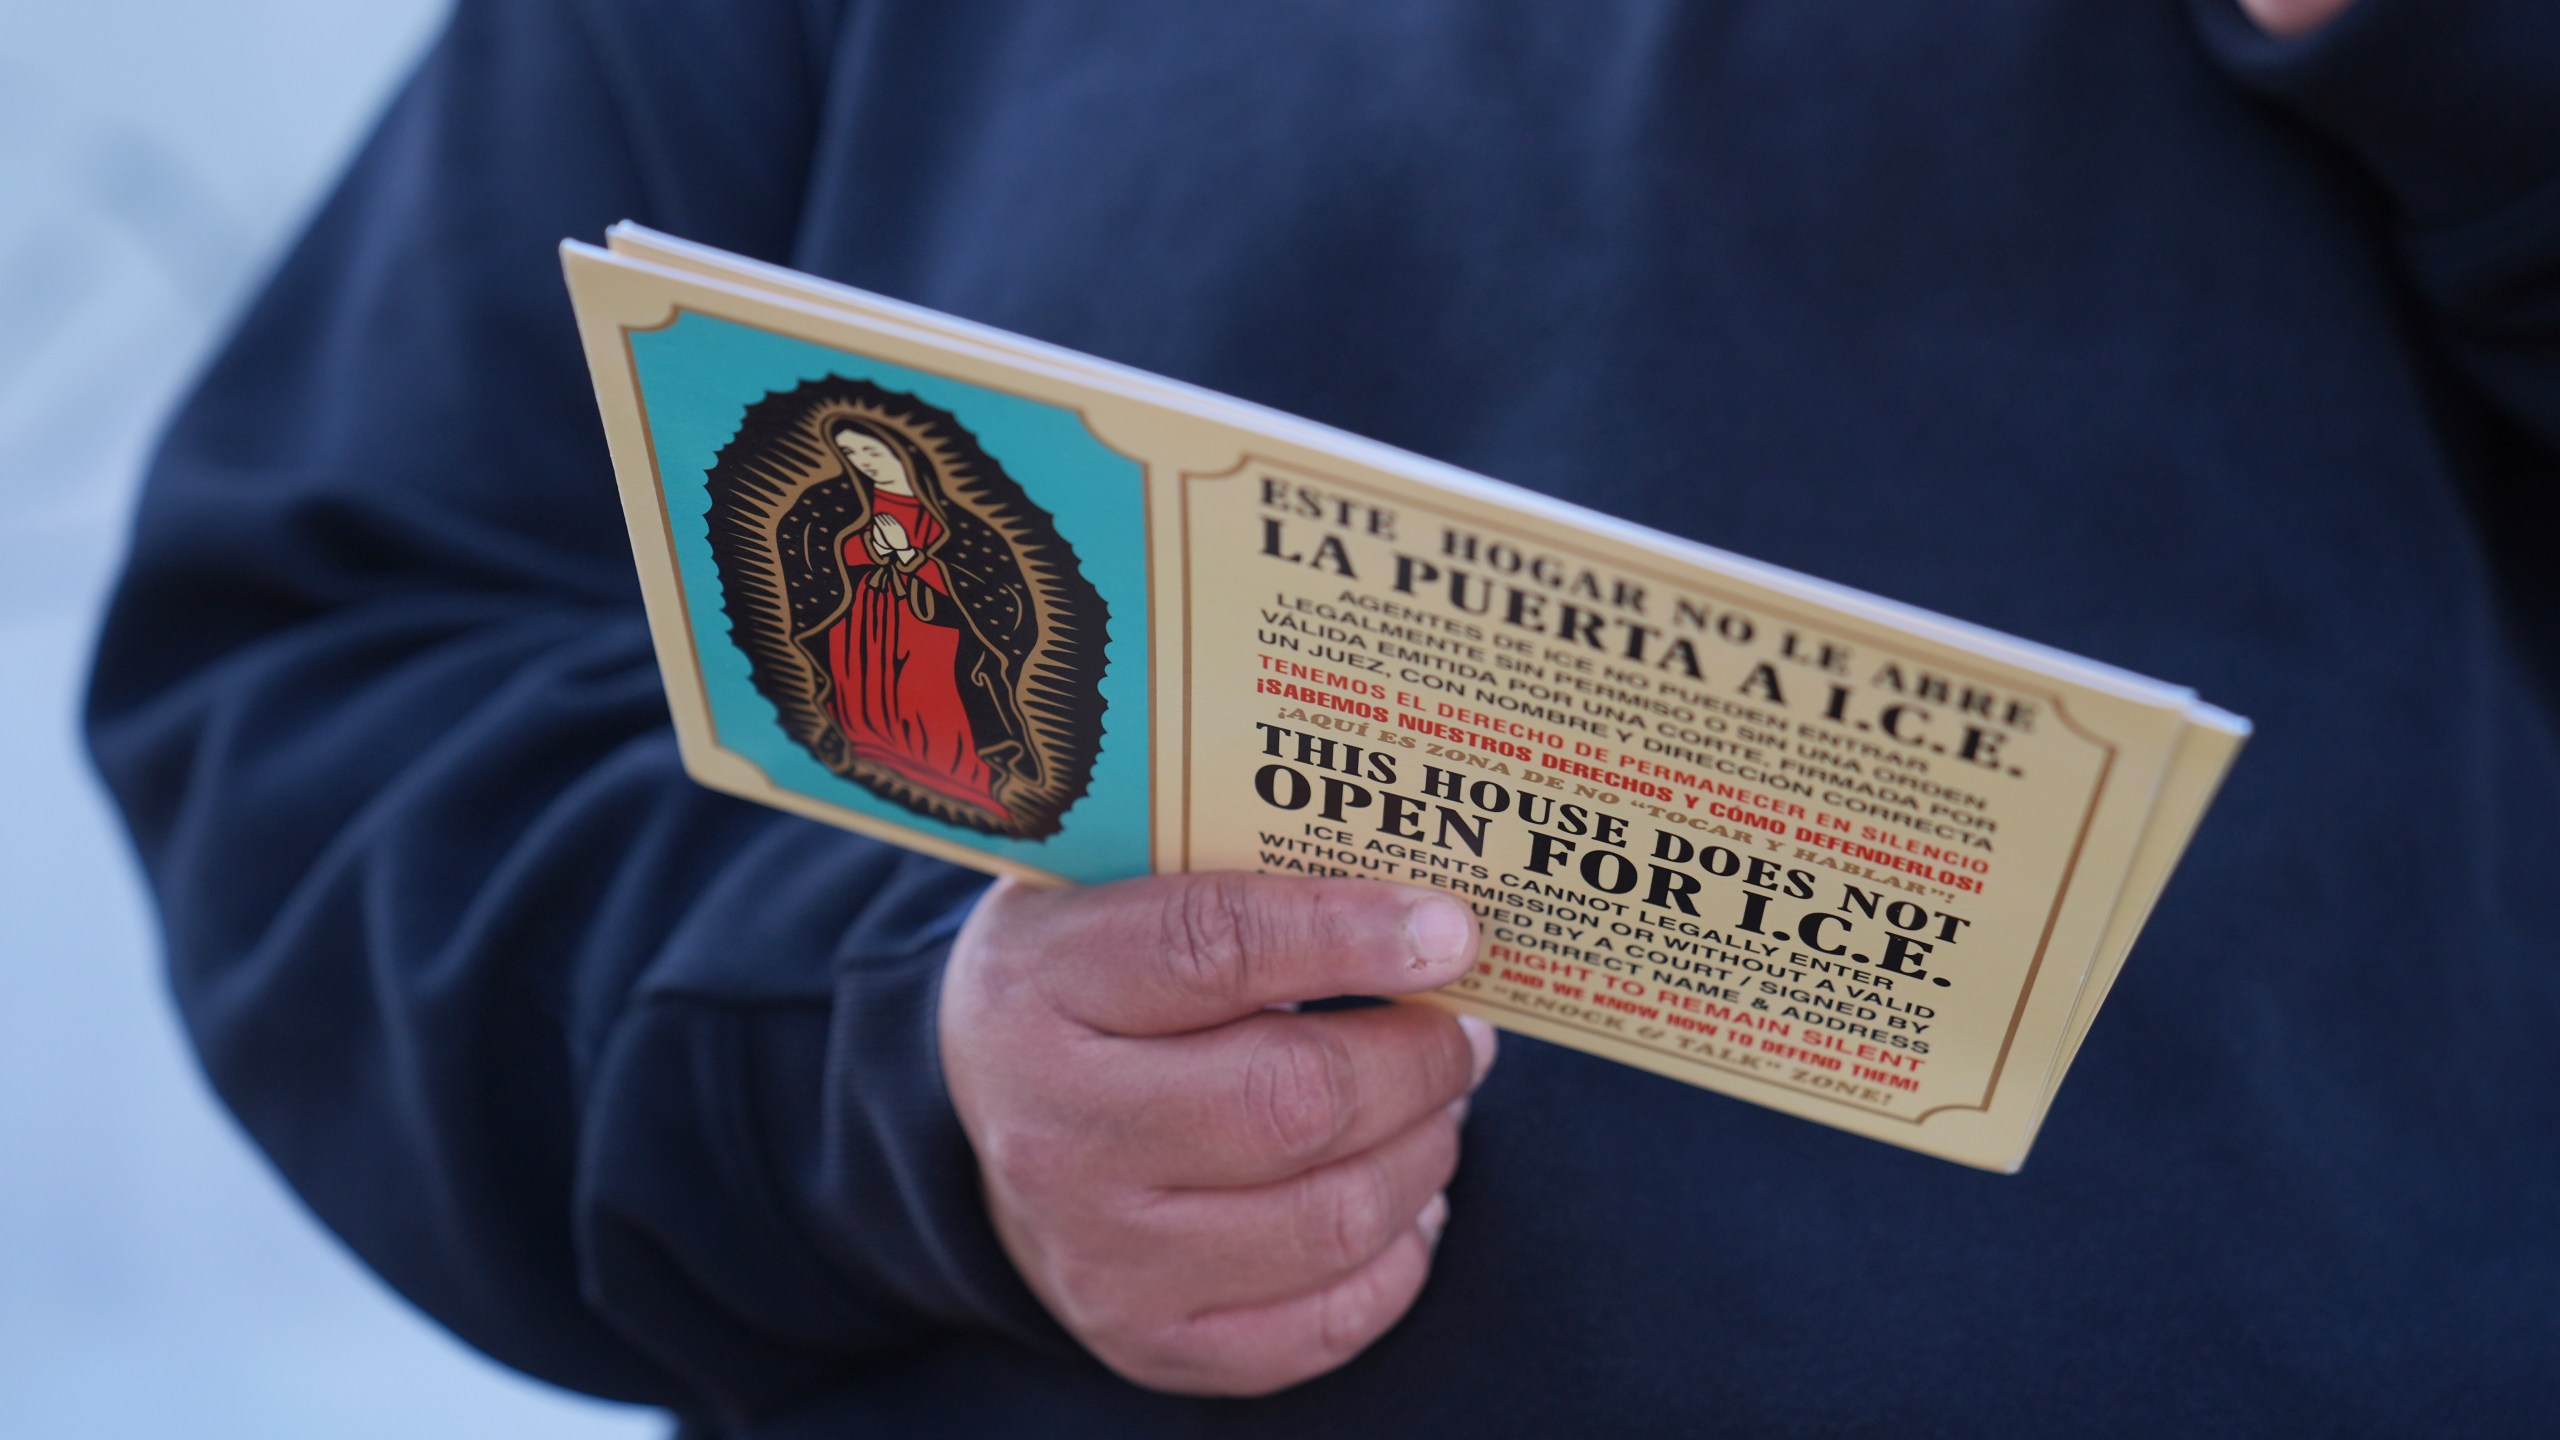 ESTE HOGAR NO LE ABRE
LA PUERTA A I.C.E.
AGENTES DE ICE NO PUEDEN ENTRAR
LEGALMENTE SIN PERMISO O SIN UNA ORDEN
VÁLIDA EMITIDA POR UNA CORTE, FIRMADA POR
UN JUEZ, CON NOMBRE Y DIRECCIÓN CORRECTA
TENEMOS EL DERECHO DE PERMANECER EN SILENCIO
¡SABEMOS NUESTROS DERECHOS Y CÓMO DEFENDERLOS!
¡AQUÍ ES ZONA DE NO "TOCAR Y HABLAR"!
THIS HOUSE DOES NOT
OPEN FOR I.C.E.
ICE AGENTS CANNOT LEGALLY ENTER
WITHOUT PERMISSION OR WITHOUT A VALID
UED BY A COURT / SIGNED BY
CORRECT NAME & ADDRESS
RIGHT TO REMAIN SILENT
S AND WE KNOW HOW TO DEFEND THEM!
"KNOCK & TALK" ZONE!